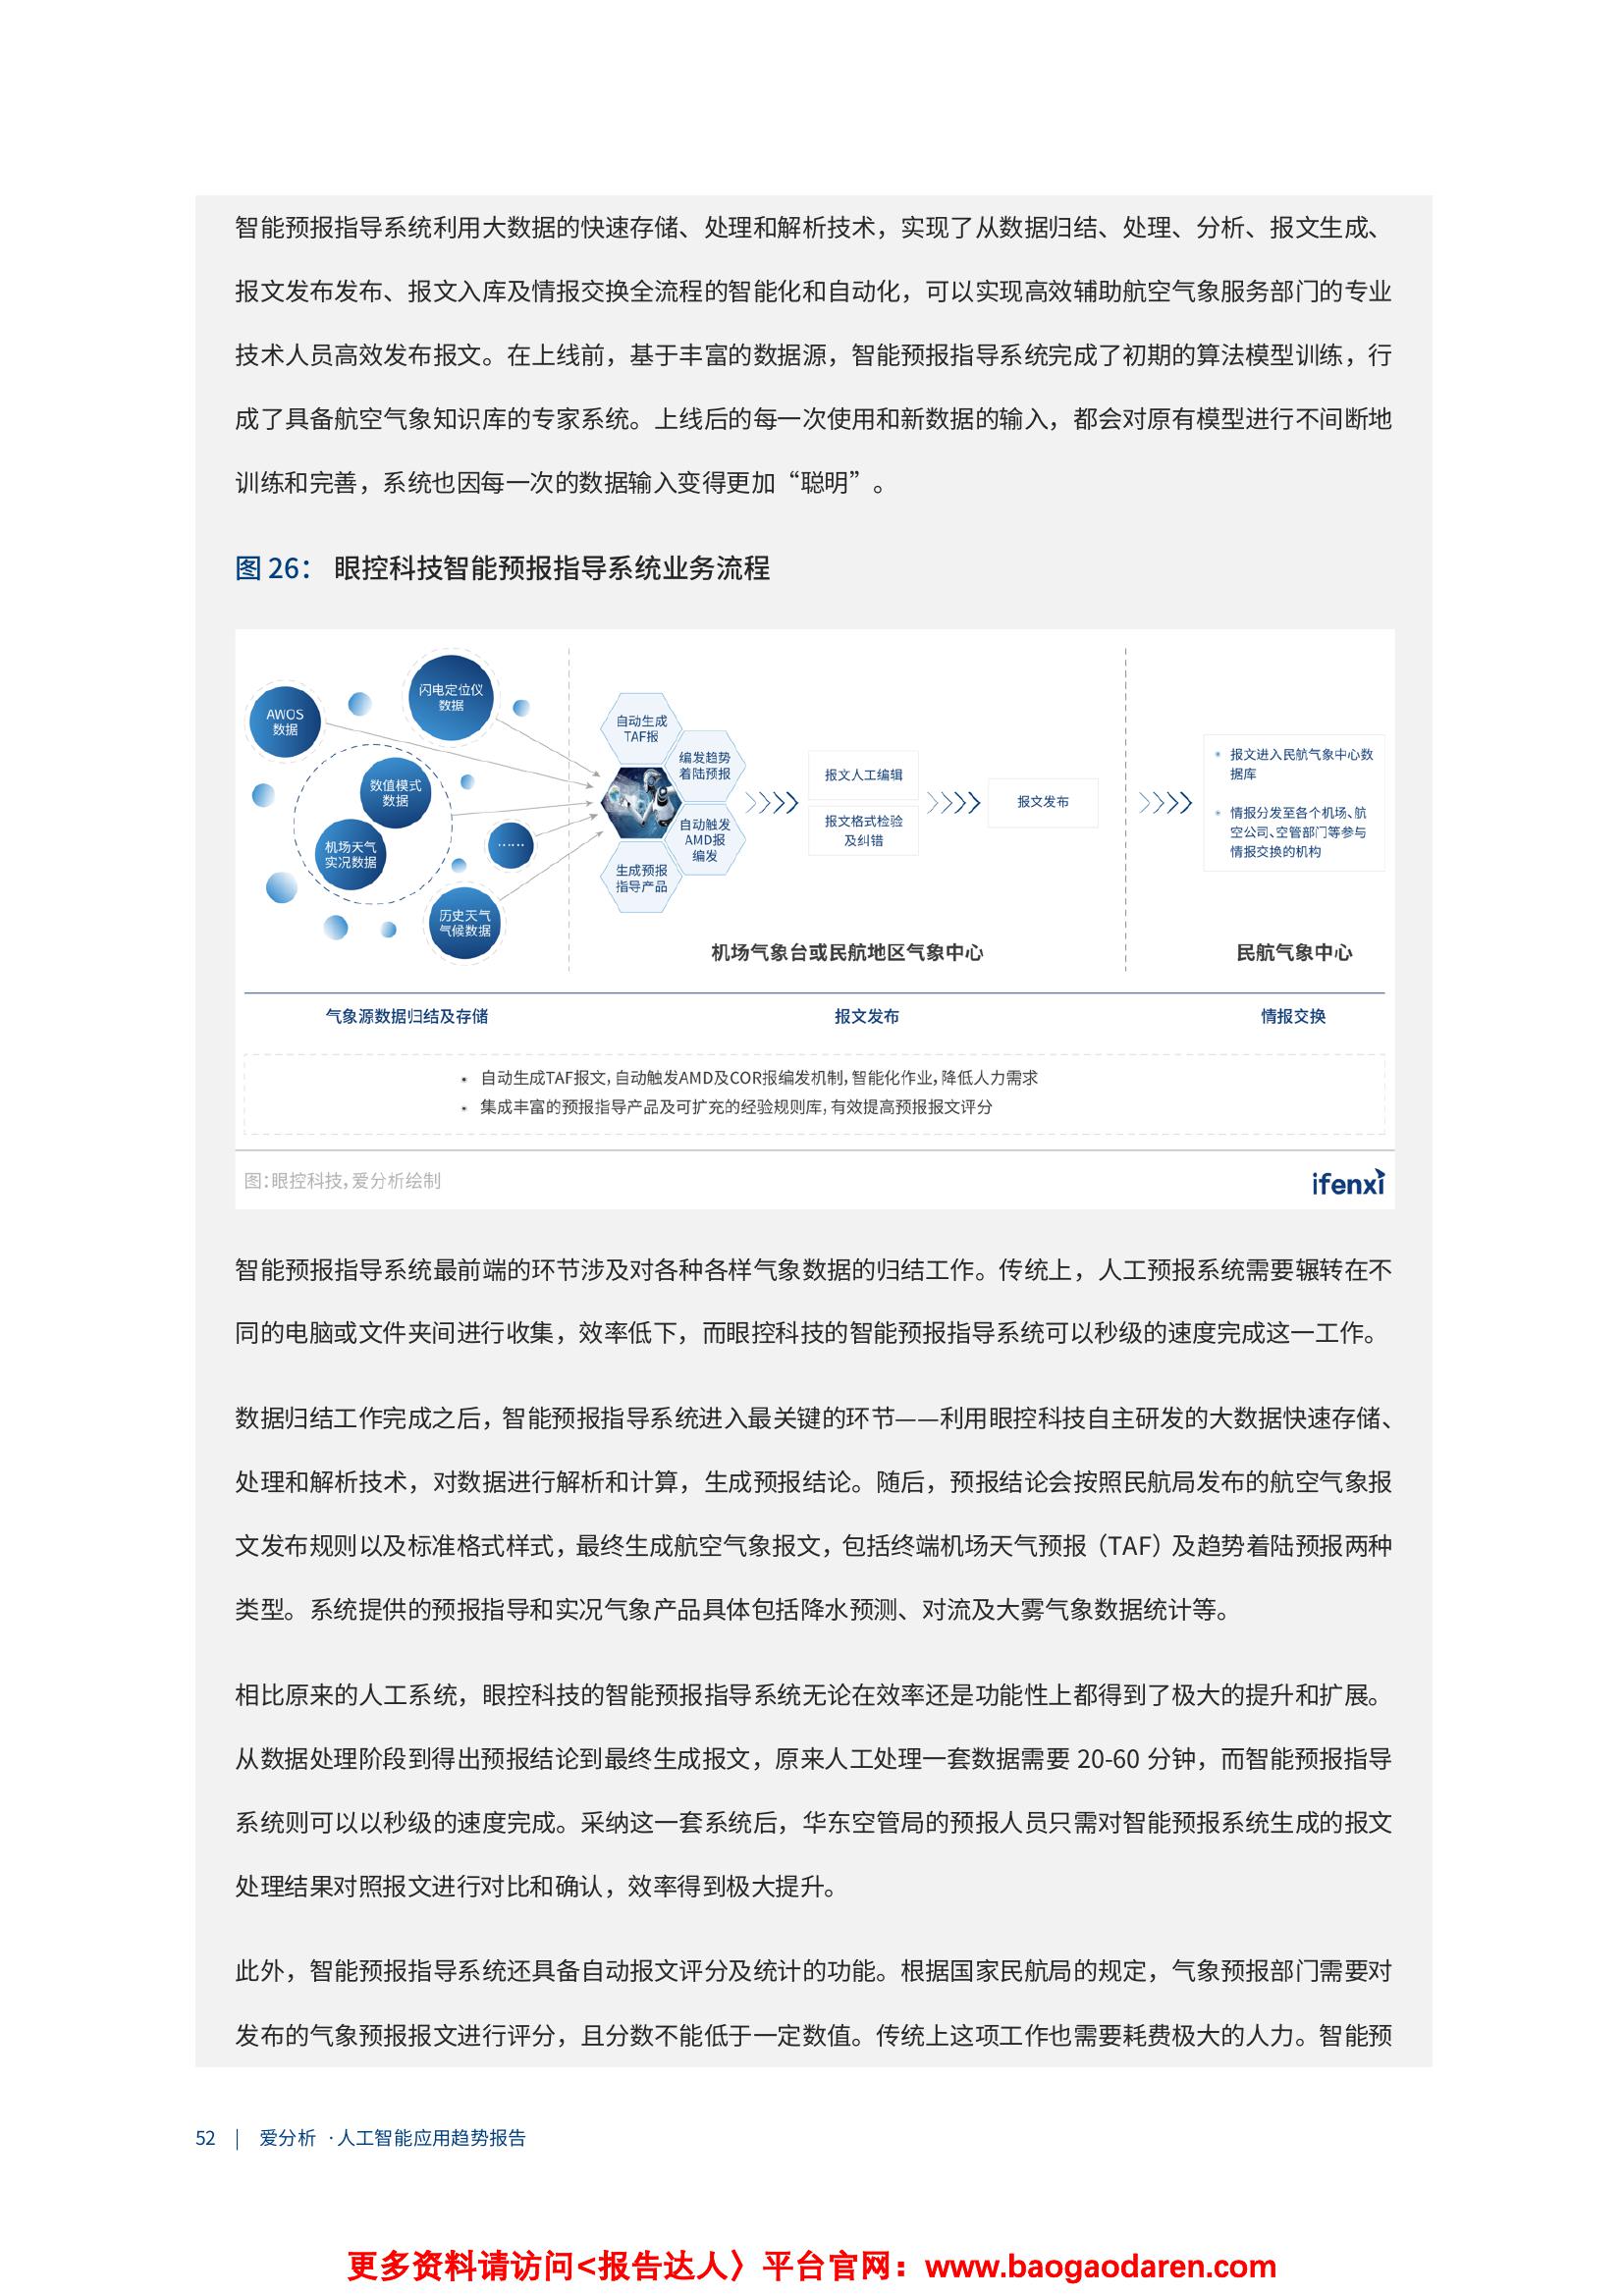 智能预报指导系统利用大数据的快速存储、处理和解析技术，实现了从数据归结、处理、分析、报文生成、
报文发布发布、报文入库及情报交换全流程的智能化和自动化，可以实现高效辅助航空气象服务部门的专业
技术人员高效发布报文。在上线前，基于丰富的数据源，智能预报指导系统完成了初期的算法模型训练，行
成了具备航空气象知识库的专家系统。上线后的每一次使用和新数据的输入，都会对原有模型进行不间断地
训练和完善，系统也因每一次的数据输入变得更加“聪明”。
图 26： 眼控科技智能预报指导系统业务流程
AWOS
数据
闪电定位仪
数据
数值模式
数据
机场天气
实况数据
······
历史天气
气候数据
自动生成
TAF报
编发趋势
着陆预报
自动触发
AMD报
编发
生成预报
指导产品
报文人工编辑
报文格式检验
及纠错
报文发布
• 报文进入民航气象中心数
据库
• 情报分发至各个机场、航
空公司、空管部门等参与
情报交换的机构
机场气象台或民航地区气象中心
民航气象中心
气象源数据归结及存储
报文发布
情报交换
• 自动生成TAF报文，自动触发AMD及COR报编发机制，智能化作业，降低人力需求
• 集成丰富的预报指导产品及可扩充的经验规则库，有效提高预报报文评分
图：眼控科技，爱分析绘制
ifenxi
智能预报指导系统最前端的环节涉及对各种各样气象数据的归结工作。传统上，人工预报系统需要辗转在不
同的电脑或文件夹间进行收集，效率低下，而眼控科技的智能预报指导系统可以秒级的速度完成这一工作。
数据归结工作完成之后，智能预报指导系统进入最关键的环节——利用眼控科技自主研发的大数据快速存储、
处理和解析技术，对数据进行解析和计算，生成预报结论。随后，预报结论会按照民航局发布的航空气象报
文发布规则以及标准格式样式，最终生成航空气象报文，包括终端机场天气预报（TAF）及趋势着陆预报两种
类型。系统提供的预报指导和实况气象产品具体包括降水预测、对流及大雾气象数据统计等。
相比原来的人工系统，眼控科技的智能预报指导系统无论在效率还是功能性上都得到了极大的提升和扩展。
从数据处理阶段到得出预报结论到最终生成报文，原来人工处理一套数据需要 20-60 分钟，而智能预报指导
系统则可以以秒级的速度完成。采纳这一套系统后，华东空管局的预报人员只需对智能预报系统生成的报文
处理结果对照报文进行对比和确认，效率得到极大提升。
此外，智能预报指导系统还具备自动报文评分及统计的功能。根据国家民航局的规定，气象预报部门需要对
发布的气象预报报文进行评分，且分数不能低于一定数值。传统上这项工作也需要耗费极大的人力。智能预
52 | 爱分析 ·人工智能应用趋势报告
更多资料请访问<报告达人〉平台官网：www.baogaodaren.com